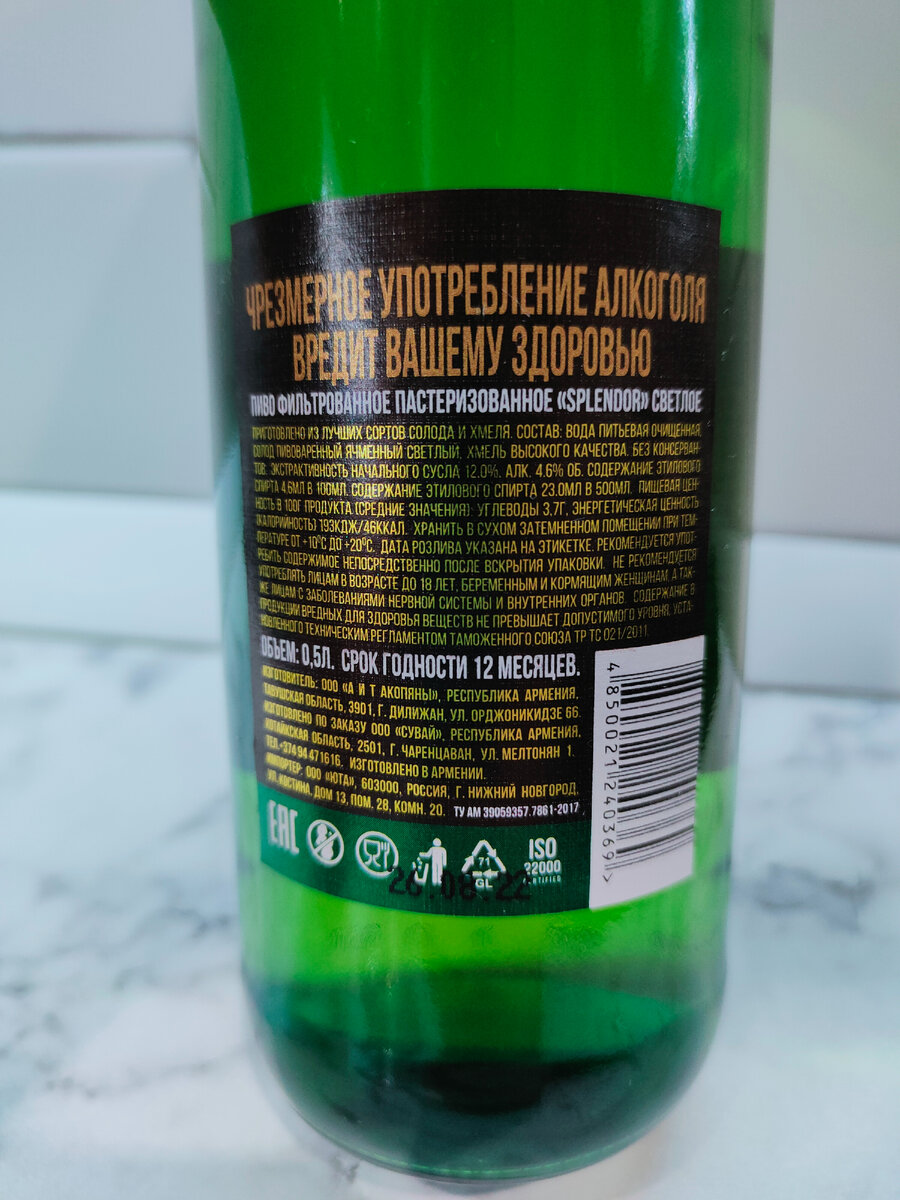 ЧРЕЗМЕРНОЕ УПОТРЕБЛЕНИЕ АЛКОГОЛЯ
ВРЕДИТ ВАШЕМУ ЗДОРОВЬЮ
ПИВО ФИЛЬТРОВАННОЕ ПАСТЕРИЗОВАННОЕ «SPLENDOR» СВЕТЛОЕ
ПРИГОТОВЛЕНО ИЗ ЛУЧШИХ СОРТОВ СОЛОДА И ХМЕЛЯ. СОСТАВ: ВОДА ПИТЬЕВАЯ ОЧИЩЕННАЯ,
СОЛОД ПИВОВАРЕННЫЙ ЯЧМЕННЫЙ СВЕТЛЫЙ, ХМЕЛЬ ВЫСОКОГО КАЧЕСТВА. БЕЗ КОНСЕРВАН-
ТОВ. ЭКСТРАКТИВНОСТЬ НАЧАЛЬНОГО СУСЛА 12.0%. АЛК. 4.6% ОБ. СОДЕРЖАНИЕ ЭТИЛОВОГО
СПИРТА 4.6МЛ В 100МЛ. СОДЕРЖАНИЕ ЭТИЛОВОГО СПИРТА 23.0МЛ В 500МЛ. ПИЩЕВАЯ ЦЕН-
НОСТЬ В 100Г ПРОДУКТА (СРЕДНИЕ ЗНАЧЕНИЯ): УГЛЕВОДЫ 3.7Г, ЭНЕРГЕТИЧЕСКАЯ ЦЕННОСТЬ
(КАЛОРИЙНОСТЬ) 193КДЖ/46ККАЛ. ХРАНИТЬ В СУХОМ ЗАТЕМНЕННОМ ПОМЕЩЕНИИ ПРИ ТЕМ-
ПЕРАТУРЕ ОТ +10°С ДО +20°С. ДАТА РОЗЛИВА УКАЗАНА НА ЭТИКЕТКЕ. РЕКОМЕНДУЕТСЯ УПОТ-
РЕБИТЬ СОДЕРЖИМОЕ НЕПОСРЕДСТВЕННО ПОСЛЕ ВСКРЫТИЯ УПАКОВКИ. НЕ РЕКОМЕНДУЕТСЯ
УПОТРЕБЛЯТЬ ЛИЦАМ В ВОЗРАСТЕ ДО 18 ЛЕТ, БЕРЕМЕННЫМ И КОРМЯЩИМ ЖЕНЩИНАМ, А ТАК-
ЖЕ ЛИЦАМ С ЗАБОЛЕВАНИЯМИ НЕРВНОЙ СИСТЕМЫ И ВНУТРЕННИХ ОРГАНОВ. СОДЕРЖАНИЕ В
ПРОДУКЦИИ ВРЕДНЫХ ДЛЯ ЗДОРОВЬЯ ВЕЩЕСТВ НЕ ПРЕВЫШАЕТ ДОПУСТИМОГО УРОВНЯ, УСТА-
НОВЛЕННОГО ТЕХНИЧЕСКИМ РЕГЛАМЕНТОМ ТАМОЖЕННОГО СОЮЗА ТР ТС 021/2011.
ОБЪЕМ: 0,5Л. СРОК ГОДНОСТИ 12 МЕСЯЦЕВ.
ИЗГОТОВИТЕЛЬ: ООО «А И Т АКОПЯНЫ», РЕСПУБЛИКА АРМЕНИЯ,
ТАВУШСКАЯ ОБЛАСТЬ, 3901, Г. ДИЛИЖАН, УЛ. ОРДЖОНИКИДЗЕ 66.
ИЗГОТОВЛЕНО ПО ЗАКАЗУ ООО «СУВАЙ», РЕСПУБЛИКА АРМЕНИЯ.
КОТАЙКСКАЯ ОБЛАСТЬ, 2501, Г. ЧАРЕНЦАВАН, УЛ. МЕЛТОНЯН 1.
ТЕЛ.+374 94 471616. ИЗГОТОВЛЕНО В АРМЕНИИ.
ИМПОРТЕР: ООО «ЮТА», 603000, РОССИЯ, Г. НИЖНИЙ НОВГОРОД,
УЛ. КОСТИНА, ДОМ 13, ПОМ. 28, КОМН. 20. ТУ АМ 39059357.7861-2017
4 850021 240369 >
ЕАС
71
GL
ISO
22000
CERTIFIED
26.08.22